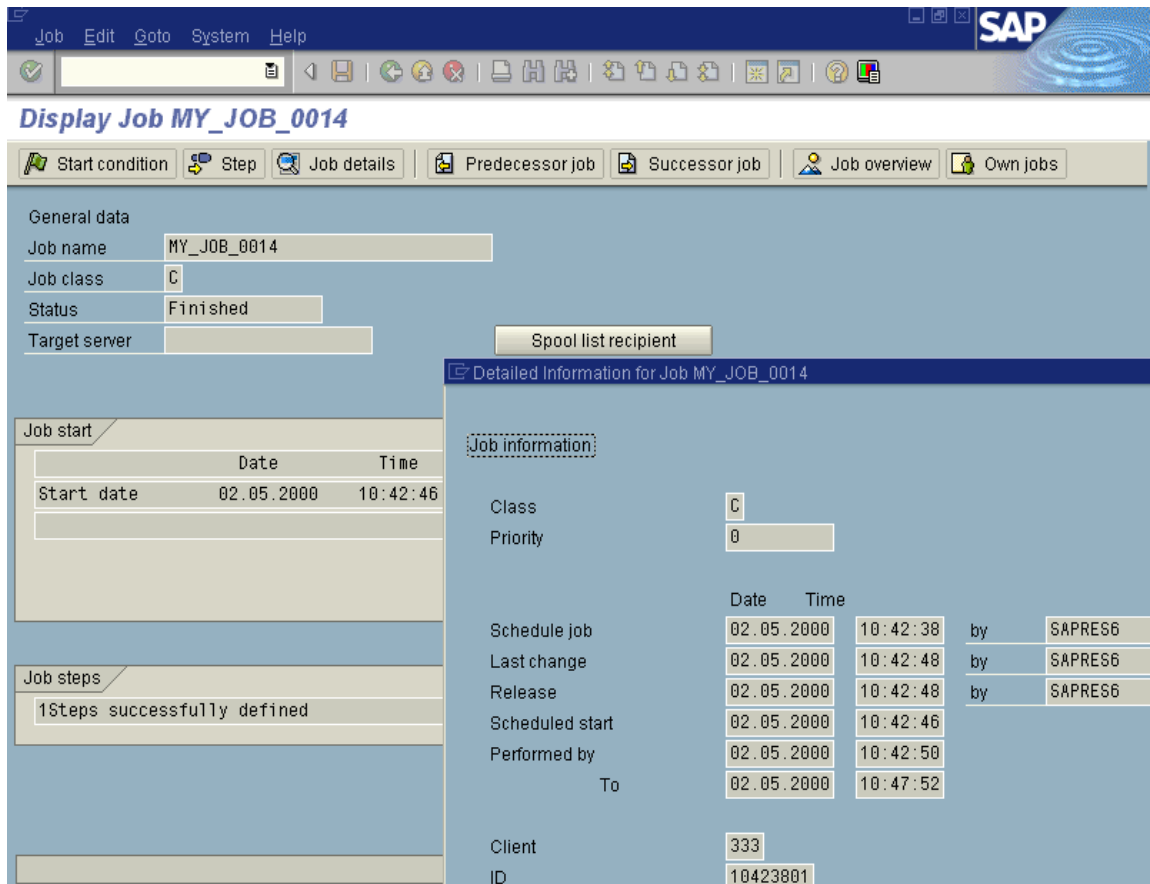 Job Edit Goto System Help
SAP
Display Job MY_JOB_0014
Start condition Step Job details Predecessor job Successor job Job overview Own jobs
General data
Job name MY_JOB_0014
Job class C
Status Finished
Target server
Spool list recipient
Detailed Information for Job MY_JOB_0014
Job start
Date Time
Start date 02.05.2000 10:42:46
Job steps
1Steps successfully defined
Job information
Class C
Priority 0
Date Time
Schedule job 02.05.2000 10:42:38 by SAPRES6
Last change 02.05.2000 10:42:48 by SAPRES6
Release 02.05.2000 10:42:48 by SAPRES6
Scheduled start 02.05.2000 10:42:46
Performed by 02.05.2000 10:42:50
To 02.05.2000 10:47:52
Client 333
ID 10423801